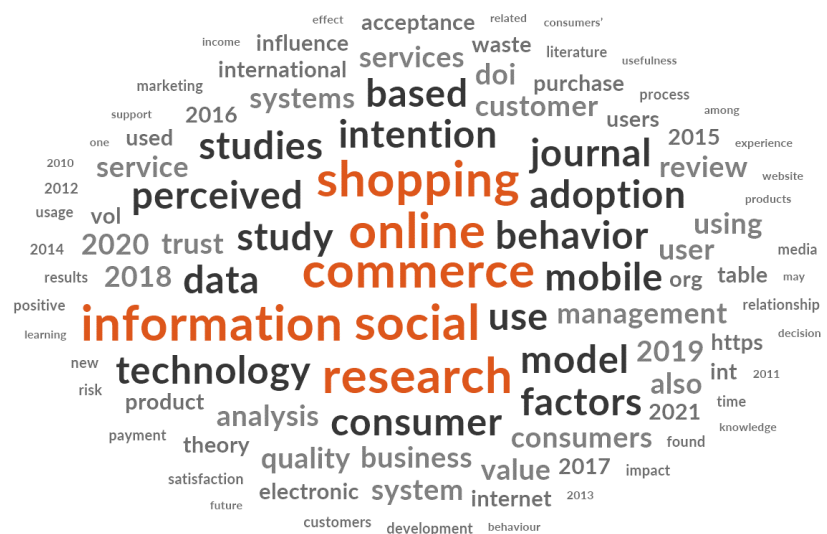 effect acceptance related consumers'
income influence services waste literature
international doi usefulness
marketing systems based customer purchase process
support 2016 users among
one used studies intention journal 2015 experience
2010 service shopping review website
2012 perceived adoption products
usage vol online using
2014 2020 trust study behavior user media
results 2018 data commerce mobile org table may
positive information social use management relationship
learning decision
new technology research model 2019 https
risk also int 2011
product factors 2021 time
analysis consumer knowledge
payment theory consumers found
quality business value 2017 impact
satisfaction electronic system internet 2013
future
customers development behaviour